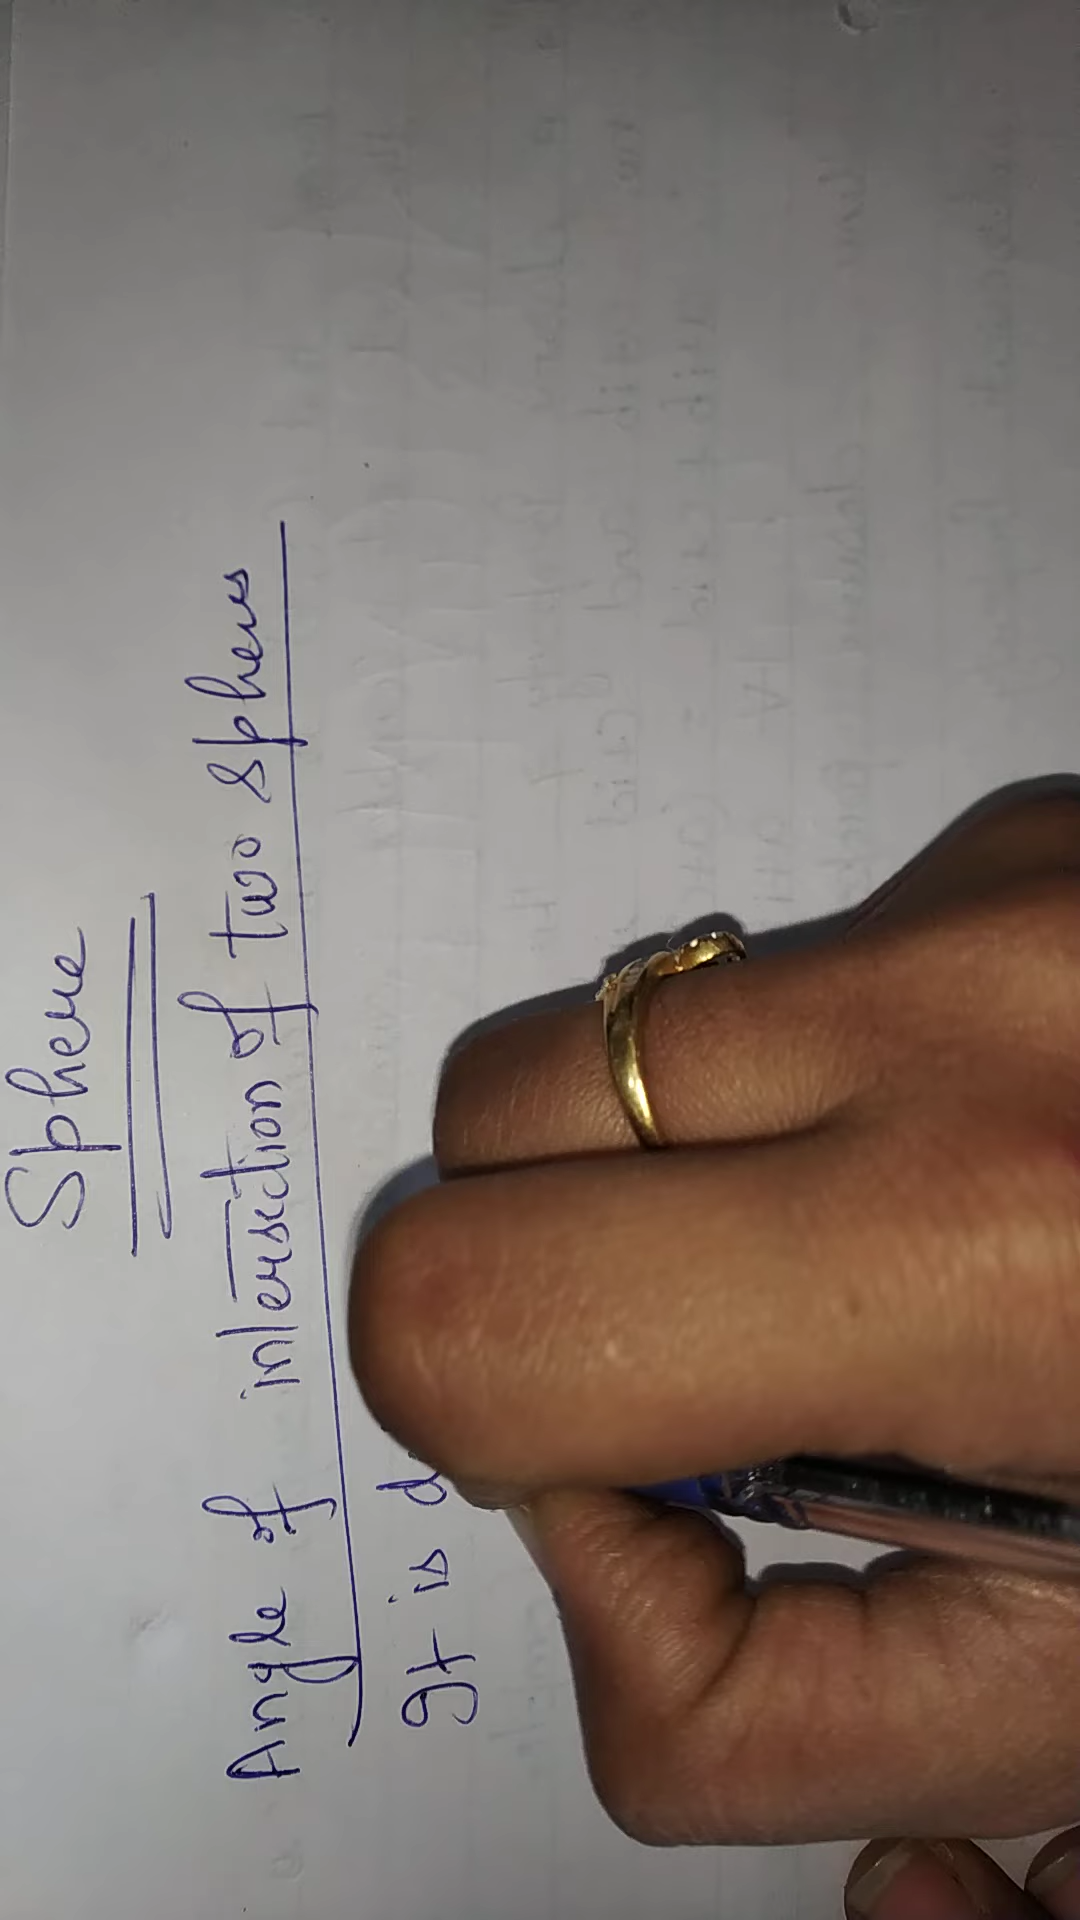 Sphere
Angle of intersection of two spheres
It is d